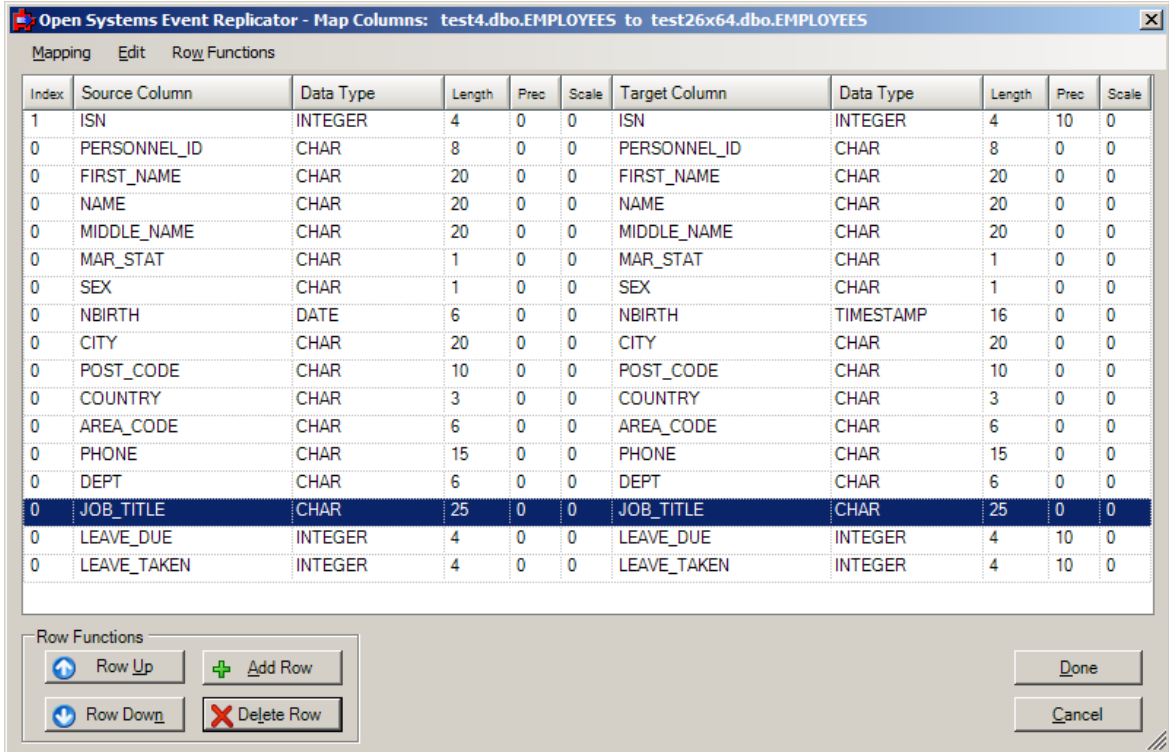 Open Systems Event Replicator - Map Columns: test4.dbo.EMPLOYEES to test26x64.dbo.EMPLOYEES
Mapping Edit Row Functions
Index Source Column Data Type Length Prec Scale Target Column Data Type Length Prec Scale
1 ISN INTEGER 4 0 0 ISN INTEGER 4 10 0
0 PERSONNEL_ID CHAR 8 0 0 PERSONNEL_ID CHAR 8 0 0
0 FIRST_NAME CHAR 20 0 0 FIRST_NAME CHAR 20 0 0
0 NAME CHAR 20 0 0 NAME CHAR 20 0 0
0 MIDDLE_NAME CHAR 20 0 0 MIDDLE_NAME CHAR 20 0 0
0 MAR_STAT CHAR 1 0 0 MAR_STAT CHAR 1 0 0
0 SEX CHAR 1 0 0 SEX CHAR 1 0 0
0 NBIRTH DATE 6 0 0 NBIRTH TIMESTAMP 16 0 0
0 CITY CHAR 20 0 0 CITY CHAR 20 0 0
0 POST_CODE CHAR 10 0 0 POST_CODE CHAR 10 0 0
0 COUNTRY CHAR 3 0 0 COUNTRY CHAR 3 0 0
0 AREA_CODE CHAR 6 0 0 AREA_CODE CHAR 6 0 0
0 PHONE CHAR 15 0 0 PHONE CHAR 15 0 0
0 DEPT CHAR 6 0 0 DEPT CHAR 6 0 0
0 JOB_TITLE CHAR 25 0 0 JOB_TITLE CHAR 25 0 0
0 LEAVE_DUE INTEGER 4 0 0 LEAVE_DUE INTEGER 4 10 0
0 LEAVE_TAKEN INTEGER 4 0 0 LEAVE_TAKEN INTEGER 4 10 0
Row Functions
Row Up Add Row Done
Row Down Delete Row Cancel